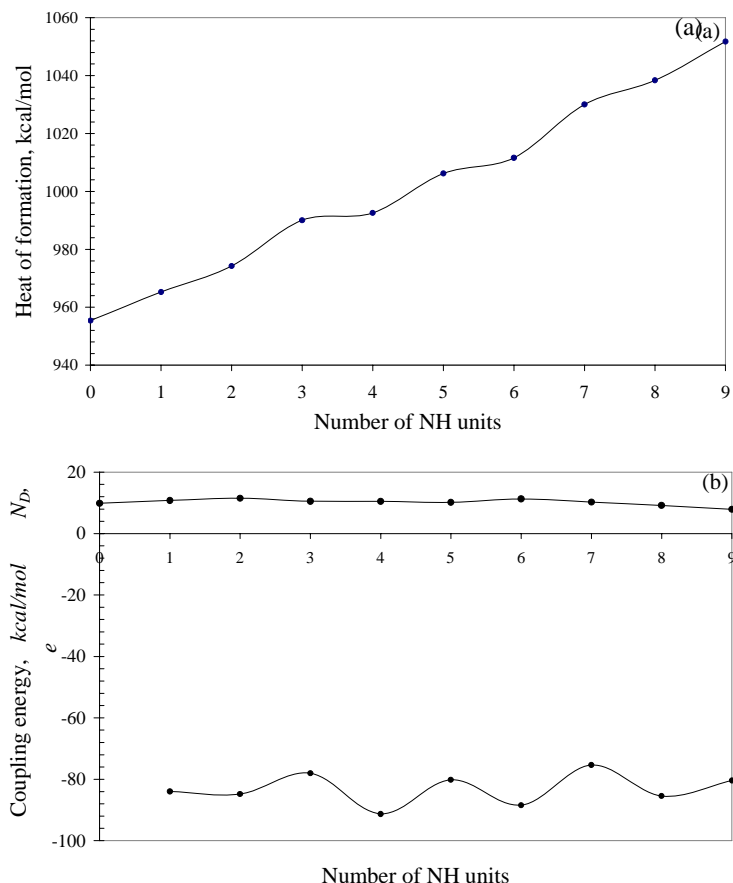 (a)(a)
1060
1040
1020
1000
980
960
940
Heat of formation, kcal/mol
0 1 2 3 4 5 6 7 8 9
Number of NH units
(b)
20
0
-20
-40
-60
-80
-100
N_D,
e
Coupling energy, kcal/mol
0 1 2 3 4 5 6 7 8 9
Number of NH units